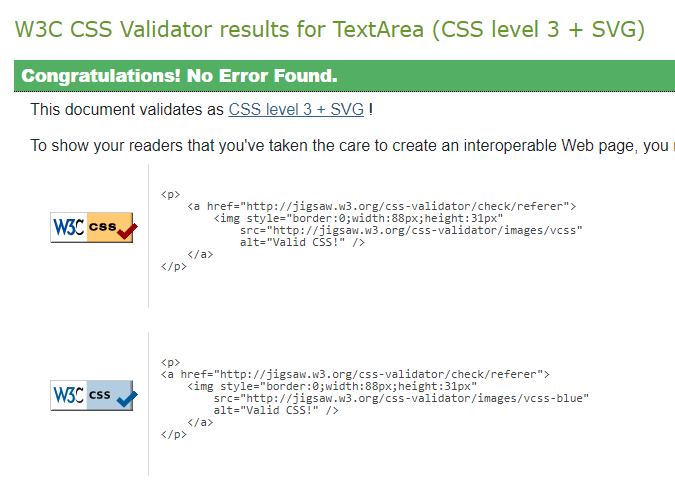 W3C CSS Validator results for TextArea (CSS level 3 + SVG)
Congratulations! No Error Found.
This document validates as CSS level 3 + SVG !
To show your readers that you've taken the care to create an interoperable Web page, you
<p>
<a href="http://jigsaw.w3.org/css-validator/check/referer">
<img style="border:0;width:88px;height:31px"
src="http://jigsaw.w3.org/css-validator/images/vcss"
alt="Valid CSS!" />
</a>
</p>
W3C css
<p>
<a href="http://jigsaw.w3.org/css-validator/check/referer">
<img style="border:0;width:88px;height:31px"
src="http://jigsaw.w3.org/css-validator/images/vcss-blue"
alt="Valid CSS!" />
</a>
</p>
W3C css